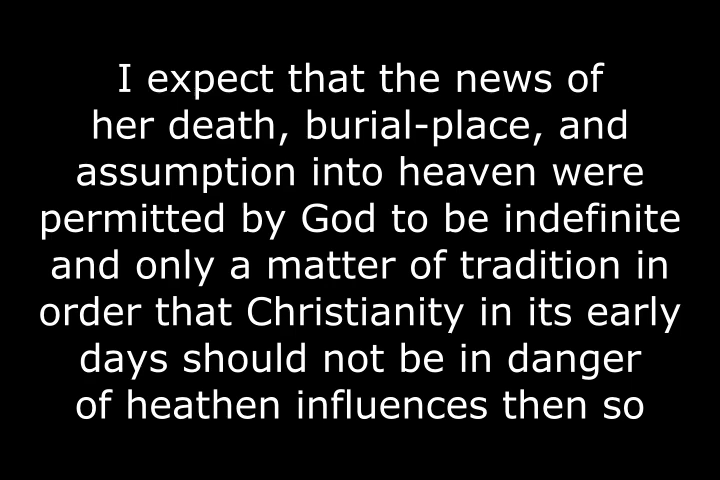 I expect that the news of
her death, burial-place, and
assumption into heaven were
permitted by God to be indefinite
and only a matter of tradition in
order that Christianity in its early
days should not be in danger
of heathen influences then so